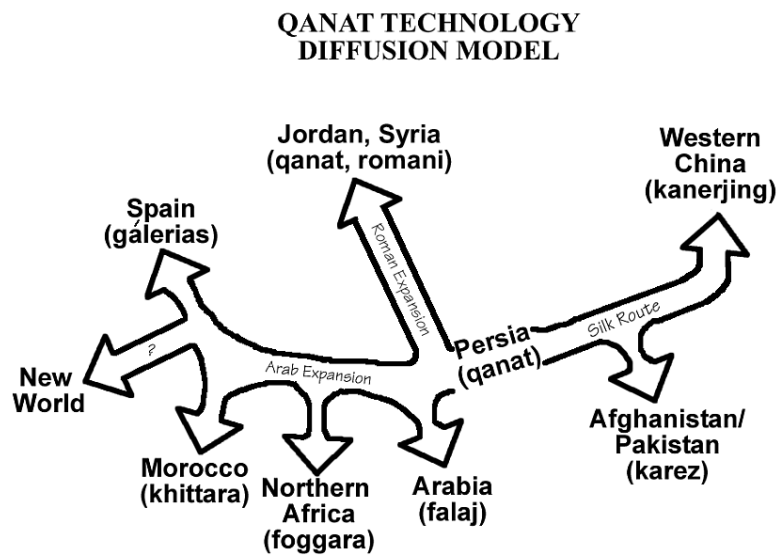 QANAT TECHNOLOGY
DIFFUSION MODEL
Jordan, Syria
(qanat, romani)
Western
China
(kanerjing)
Spain
(gálerias)
Roman Expansion
Silk Route
Persia
(qanat)
?
Arab Expansion
New
World
Afghanistan/
Pakistan
(karez)
Morocco
(khittara)
Northern
Africa
(foggara)
Arabia
(falaj)